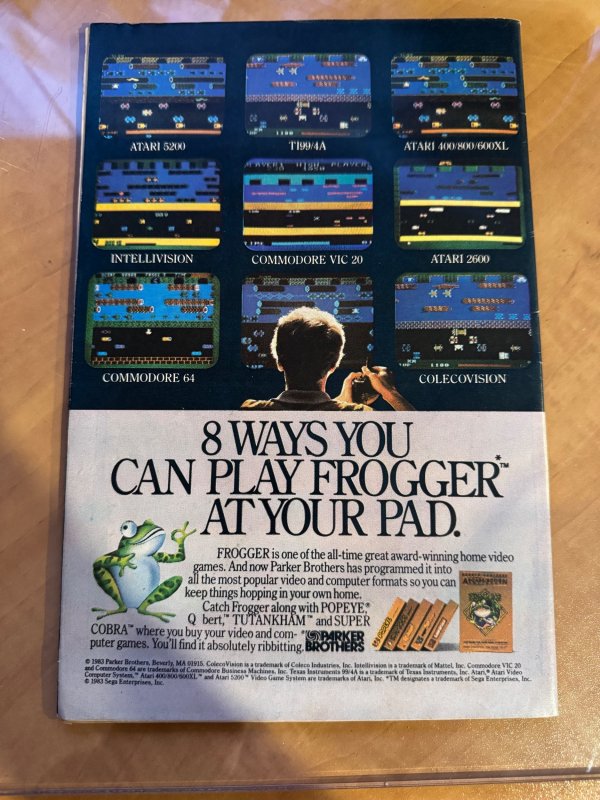 ATARI 5200
TI99/4A
ATARI 400/800/600XL
INTELLIVISION
COMMODORE VIC 20
ATARI 2600
COMMODORE 64
COLECOVISION
8 WAYS YOU
CAN PLAY FROGGER*™
AT YOUR PAD.
FROGGER is one of the all-time great award-winning home video
games. And now Parker Brothers has programmed it into
all the most popular video and computer formats so you can
keep things hopping in your own home.
Catch Frogger along with POPEYE,®
Q bert,™ TUTANKHAM™ and SUPER
COBRA™ where you buy your video and com-
puter games. You'll find it absolutely ribbitting.
PARKER
BROTHERS
© 1983 Parker Brothers, Beverly, MA 01915. ColecoVision is a trademark of Coleco Industries, Inc. Intellivision is a trademark of Mattel, Inc. Commodore VIC 20
and Commodore 64 are trademarks of Commodore Business Machines, Inc. Texas Instruments 99/4A is a trademark of Texas Instruments, Inc. Atari,® Atari Video
Computer System,™ Atari 400/800/600XL™ and Atari 5200™ Video Game System are trademarks of Atari, Inc. *TM designates a trademark of Sega Enterprises, Inc.
© 1983 Sega Enterprises, Inc.